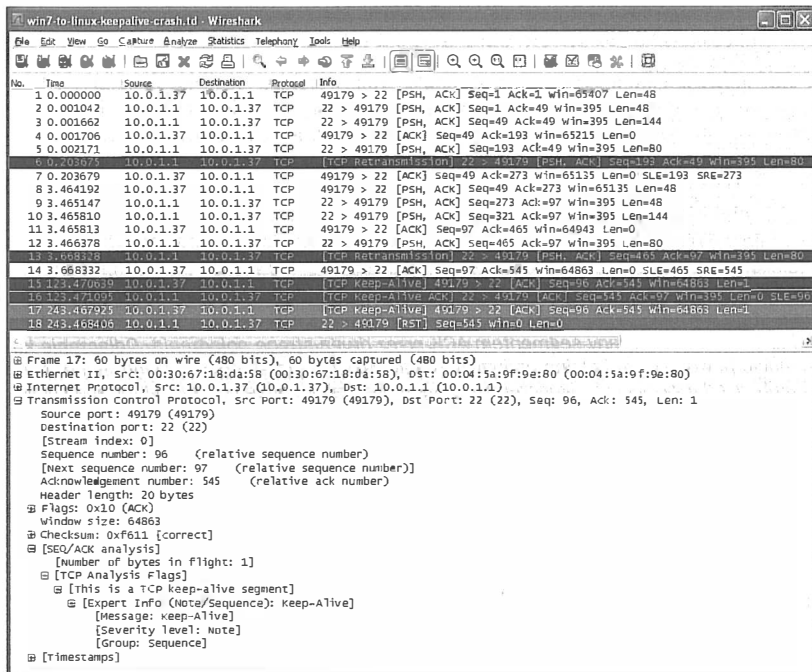 win7-to-linux-keepalive-crash.td - Wireshark
File Edit View Go Capture Analyze Statistics Telephony Tools Help
No. Time Source Destination Protocol Info
1 0.000000 10.0.1.37 10.0.1.1 TCP 49179 > 22 [PSH, ACK] Seq=1 Ack=1 Win=65407 Len=48
2 0.001042 10.0.1.1 10.0.1.37 TCP 22 > 49179 [PSH, ACK] Seq=1 Ack=49 Win=395 Len=48
3 0.001662 10.0.1.1 10.0.1.37 TCP 22 > 49179 [PSH, ACK] Seq=49 Ack=49 Win=395 Len=144
4 0.001706 10.0.1.37 10.0.1.1 TCP 49179 > 22 [ACK] Seq=49 Ack=193 Win=65215 Len=0
5 0.002171 10.0.1.1 10.0.1.37 TCP 22 > 49179 [PSH, ACK] Seq=193 Ack=49 Win=395 Len=80
6 0.203675 10.0.1.1 10.0.1.37 TCP [TCP Retransmission] 22 > 49179 [PSH, ACK] Seq=193 Ack=49 Win=395 Len=80
7 0.203679 10.0.1.37 10.0.1.1 TCP 49179 > 22 [ACK] Seq=49 Ack=273 Win=65135 Len=0 SLE=193 SRE=273
8 3.464192 10.0.1.37 10.0.1.1 TCP 49179 > 22 [PSH, ACK] Seq=49 Ack=273 Win=65135 Len=48
9 3.465147 10.0.1.1 10.0.1.37 TCP 22 > 49179 [PSH, ACK] Seq=273 Ack=97 Win=395 Len=48
10 3.465810 10.0.1.1 10.0.1.37 TCP 22 > 49179 [PSH, ACK] Seq=321 Ack=97 Win=395 Len=144
11 3.465813 10.0.1.37 10.0.1.1 TCP 49179 > 22 [ACK] Seq=97 Ack=465 Win=64943 Len=0
12 3.466378 10.0.1.1 10.0.1.37 TCP 22 > 49179 [PSH, ACK] Seq=465 Ack=97 Win=395 Len=80
13 3.668328 10.0.1.1 10.0.1.37 TCP [TCP Retransmission] 22 > 49179 [PSH, ACK] Seq=465 Ack=97 Win=395 Len=80
14 3.668332 10.0.1.37 10.0.1.1 TCP 49179 > 22 [ACK] Seq=97 Ack=545 Win=64863 Len=0 SLE=465 SRE=545
15 123.470639 10.0.1.37 10.0.1.1 TCP [TCP Keep-Alive] 49179 > 22 [ACK] Seq=96 Ack=545 Win=64863 Len=1
16 123.471095 10.0.1.1 10.0.1.37 TCP [TCP Keep-Alive ACK] 22 > 49179 [ACK] Seq=545 Ack=97 Win=395 Len=0 SLE=96
17 243.467925 10.0.1.37 10.0.1.1 TCP [TCP Keep-Alive] 49179 > 22 [ACK] Seq=96 Ack=545 Win=64863 Len=1
18 243.468406 10.0.1.1 10.0.1.37 TCP 22 > 49179 [RST] Seq=545 Win=0 Len=0
Frame 17: 60 bytes on wire (480 bits), 60 bytes captured (480 bits)
Ethernet II, Src: 00:30:67:18:da:58 (00:30:67:18:da:58), Dst: 00:04:5a:9f:9e:80 (00:04:5a:9f:9e:80)
Internet Protocol, Src: 10.0.1.37 (10.0.1.37), Dst: 10.0.1.1 (10.0.1.1)
Transmission Control Protocol, Src Port: 49179 (49179), Dst Port: 22 (22), Seq: 96, Ack: 545, Len: 1
Source port: 49179 (49179)
Destination port: 22 (22)
[Stream index: 0]
Sequence number: 96 (relative sequence number)
[Next sequence number: 97 (relative sequence number)]
Acknowledgement number: 545 (relative ack number)
Header length: 20 bytes
Flags: 0x10 (ACK)
Window size: 64863
Checksum: 0xf611 [correct]
[SEQ/ACK analysis]
[Number of bytes in flight: 1]
[TCP Analysis Flags]
[This is a TCP keep-alive segment]
[Expert Info (Note/Sequence): Keep-Alive]
[Message: Keep-Alive]
[Severity level: Note]
[Group: Sequence]
[Timestamps]